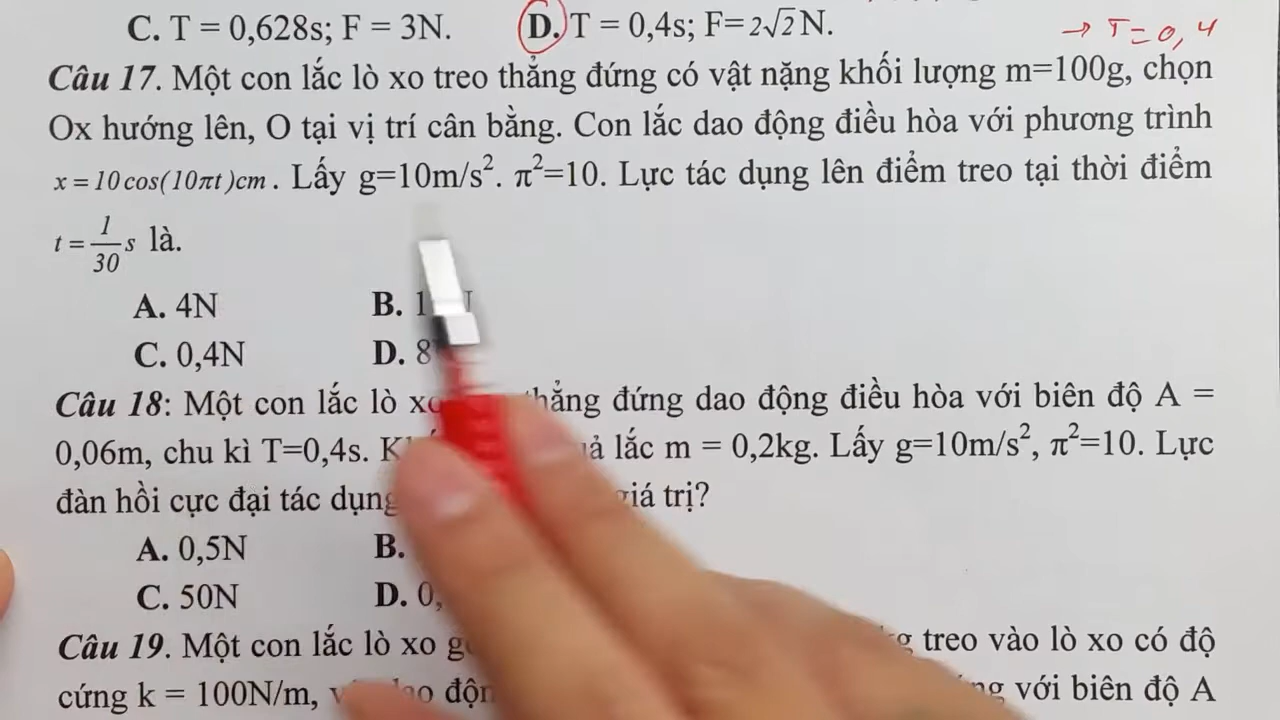 C. T = 0,628s; F = 3N. D. T = 0,4s; F= 2√2 N.
→ T = 0,4
Câu 17. Một con lắc lò xo treo thẳng đứng có vật nặng khối lượng m=100g, chọn
Ox hướng lên, O tại vị trí cân bằng. Con lắc dao động điều hòa với phương trình
x = 10 cos(10πt)cm. Lấy g=10m/s². π²=10. Lực tác dụng lên điểm treo tại thời điểm
t = 1/30 s là.
A. 4N B. 1
C. 0,4N D. 8
Câu 18: Một con lắc lò xo thẳng đứng dao động điều hòa với biên độ A =
0,06m, chu kì T=0,4s. lắc m = 0,2kg. Lấy g=10m/s², π²=10. Lực
đàn hồi cực đại tác dụng giá trị?
A. 0,5N B.
C. 50N D. 0,
Câu 19. Một con lắc lò xo treo vào lò xo có độ
cứng k = 100N/m, với biên độ A